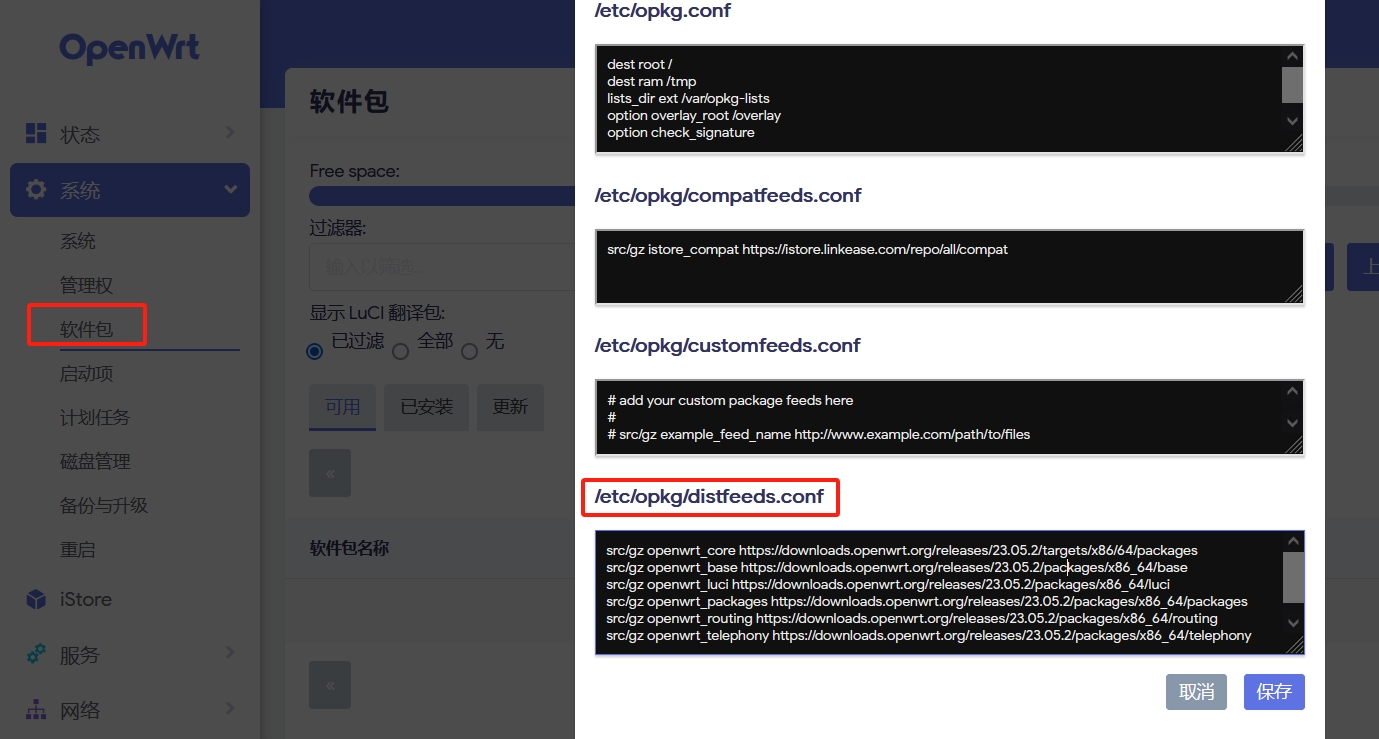 OpenWrt
状态
系统
系统
管理权
软件包
启动项
计划任务
磁盘管理
备份与升级
重启
iStore
服务
网络
软件包
Free space:
过滤器:
输入以筛选…
显示 LuCI 翻译包:
已过滤 全部 无
可用 已安装 更新
«
软件包名称
«
上
/etc/opkg.conf
dest root /
dest ram /tmp
lists_dir ext /var/opkg-lists
option overlay_root /overlay
option check_signature
/etc/opkg/compatfeeds.conf
src/gz istore_compat https://istore.linkease.com/repo/all/compat
/etc/opkg/customfeeds.conf
# add your custom package feeds here
#
# src/gz example_feed_name http://www.example.com/path/to/files
/etc/opkg/distfeeds.conf
src/gz openwrt_core https://downloads.openwrt.org/releases/23.05.2/targets/x86/64/packages
src/gz openwrt_base https://downloads.openwrt.org/releases/23.05.2/packages/x86_64/base
src/gz openwrt_luci https://downloads.openwrt.org/releases/23.05.2/packages/x86_64/luci
src/gz openwrt_packages https://downloads.openwrt.org/releases/23.05.2/packages/x86_64/packages
src/gz openwrt_routing https://downloads.openwrt.org/releases/23.05.2/packages/x86_64/routing
src/gz openwrt_telephony https://downloads.openwrt.org/releases/23.05.2/packages/x86_64/telephony
取消 保存